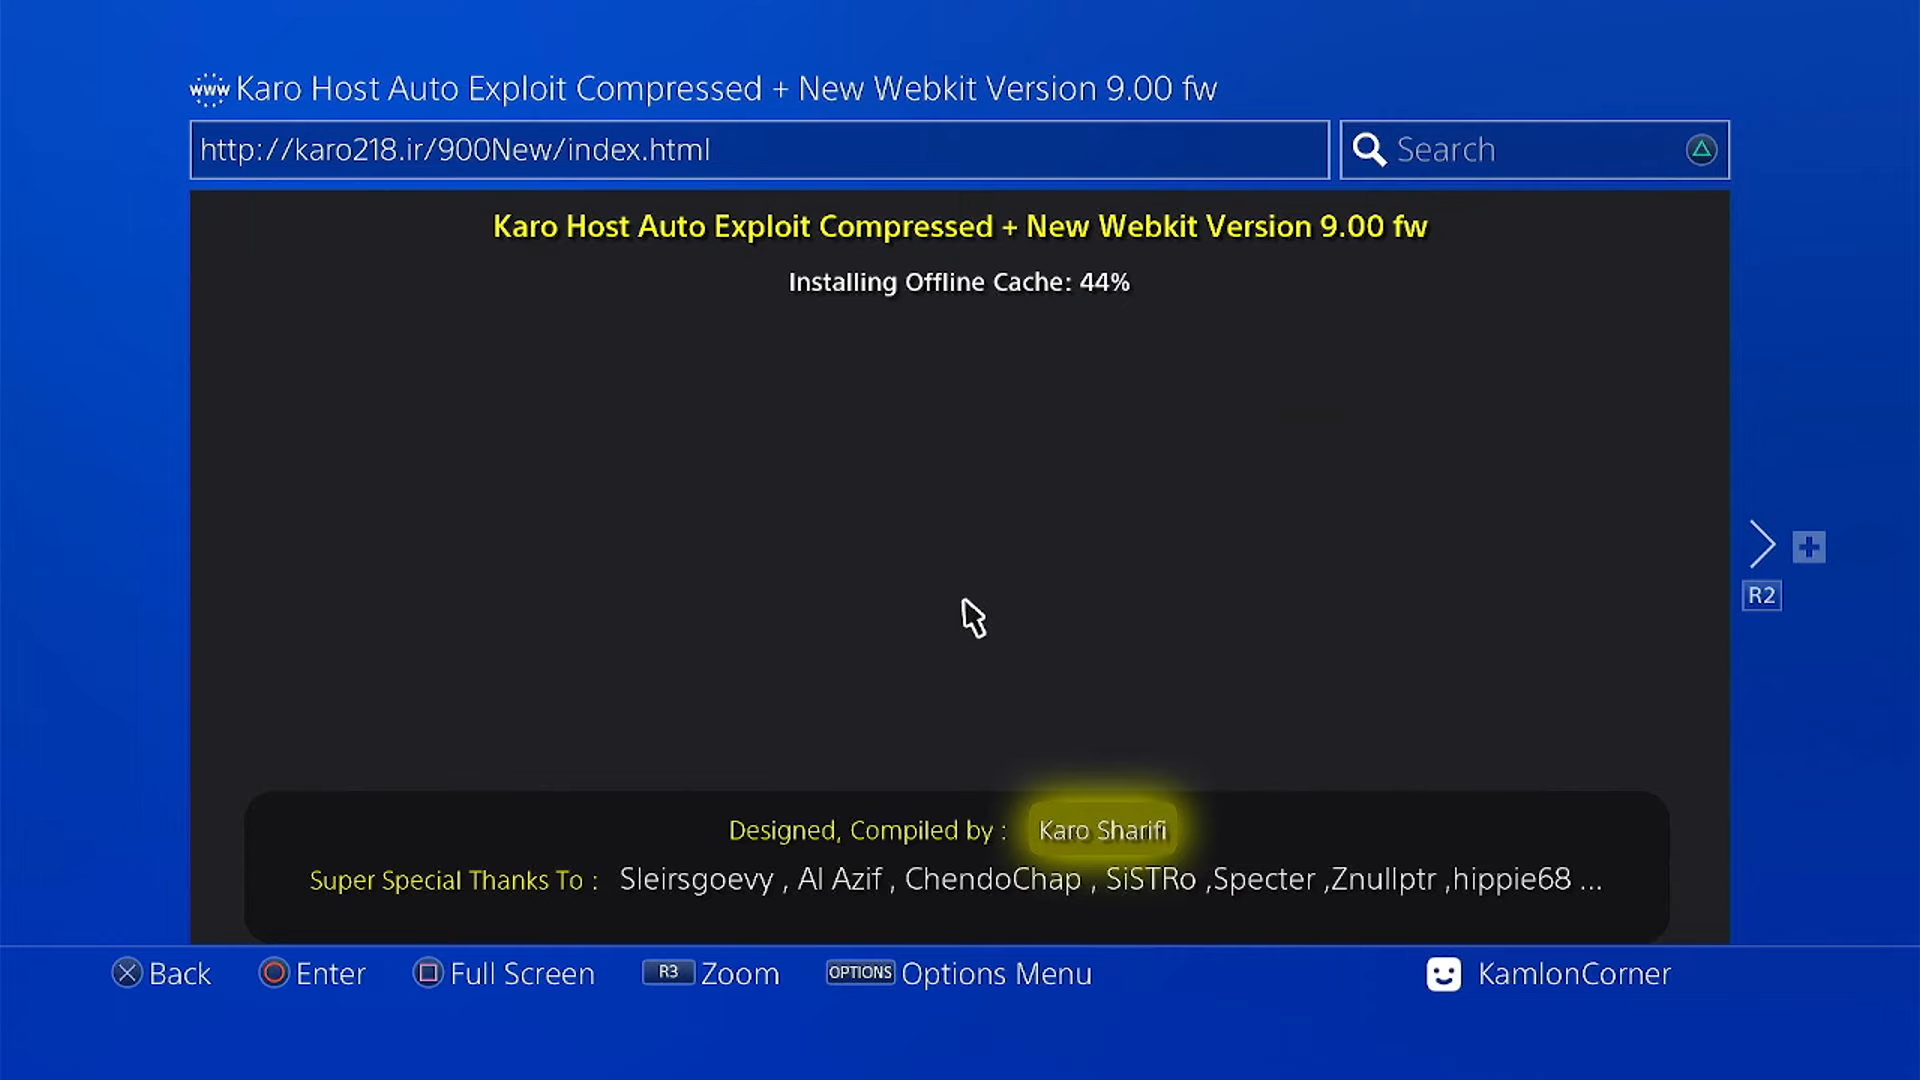 www Karo Host Auto Exploit Compressed + New Webkit Version 9.00 fw
http://karo218.ir/900New/index.html
Search
Karo Host Auto Exploit Compressed + New Webkit Version 9.00 fw
Installing Offline Cache: 44%
R2
Designed, Compiled by : Karo Sharifi
Super Special Thanks To : Sleirsgoevy , Al Azif , ChendoChap , SiSTRo ,Specter ,Znullptr ,hippie68 ...
Back Enter Full Screen R3 Zoom OPTIONS Options Menu KamlonCorner